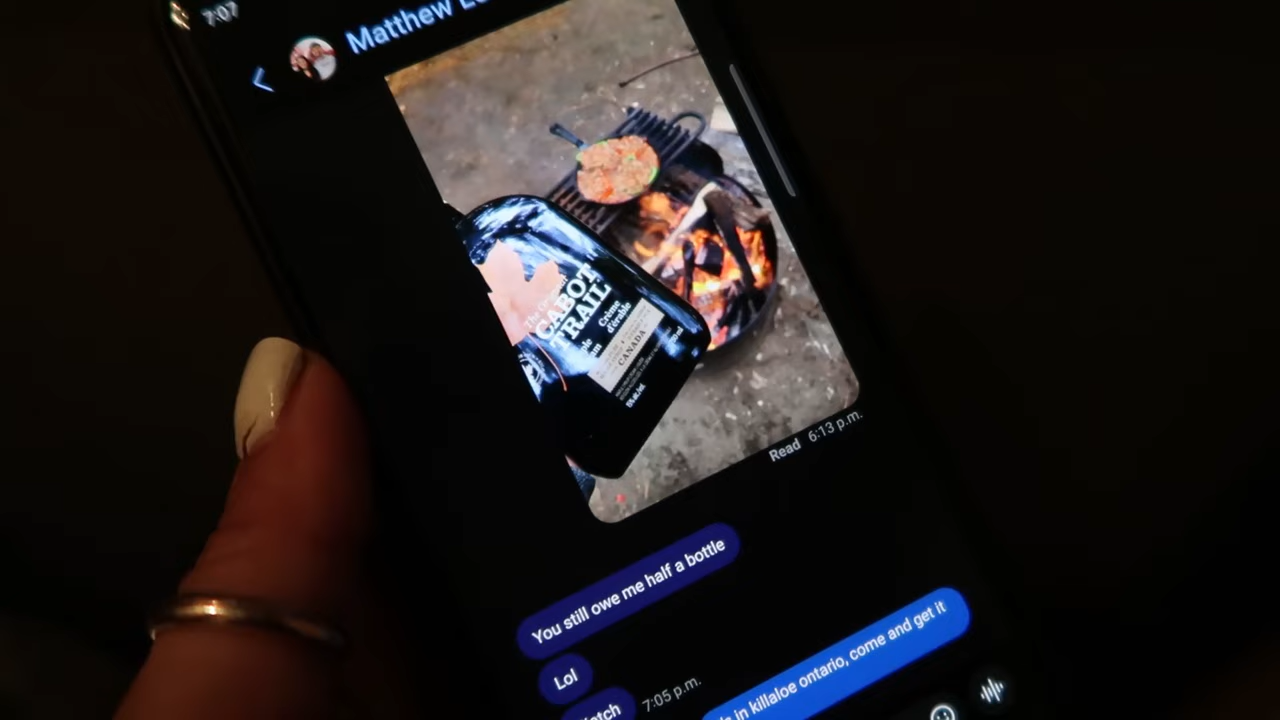 7:07
Matthew
CABOT
TRAIL
Crème
d'érable
CANADA
Read 6:13 p.m.
You still owe me half a bottle
Lol
7:05 p.m.
in killaloe ontario, come and get it